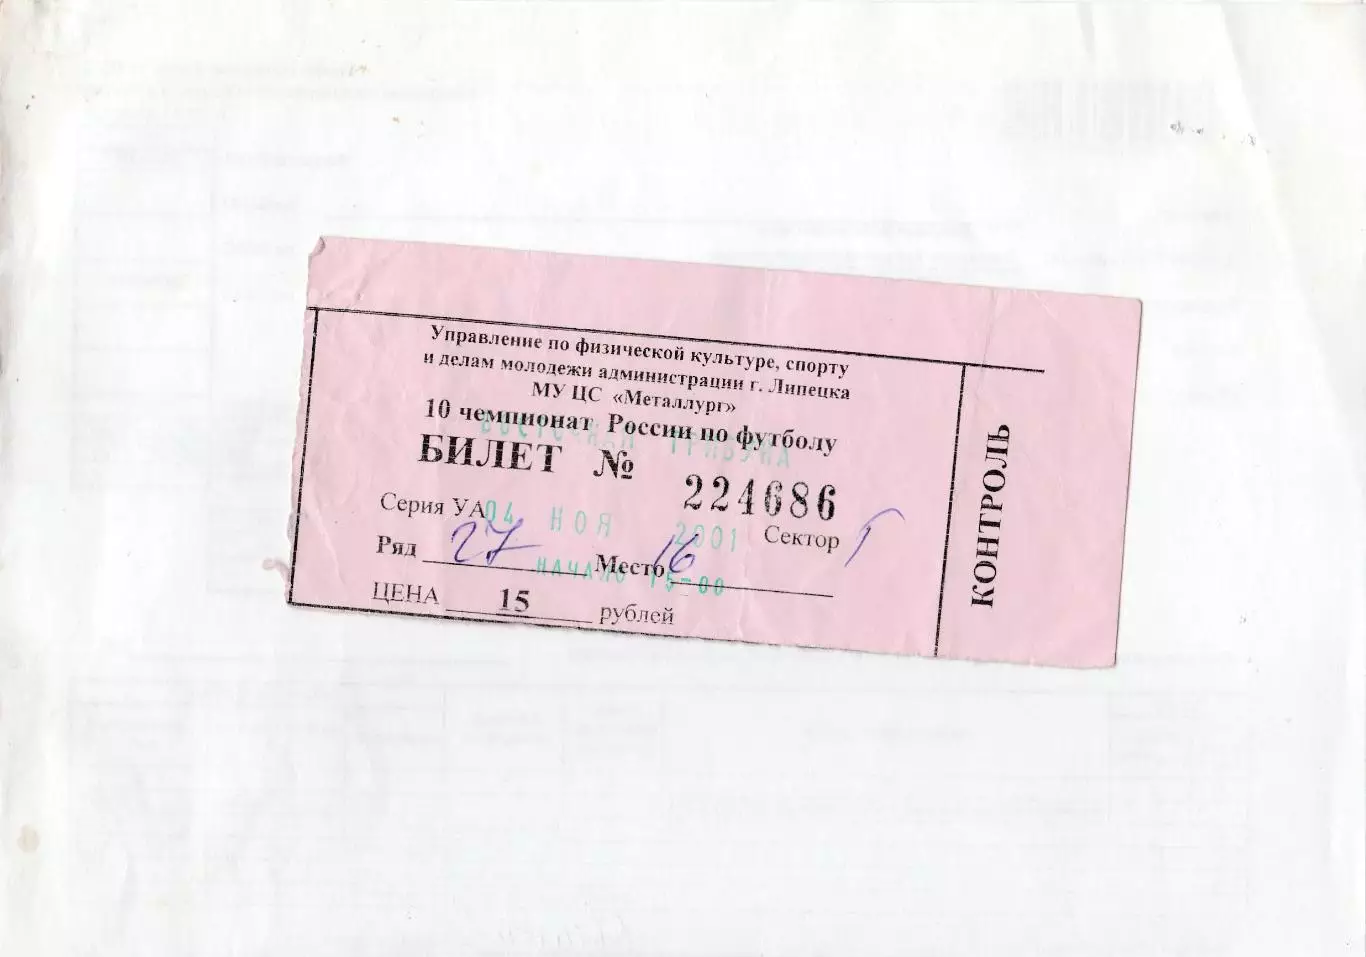 Управление по физической культуре, спорту
и делам молодежи администрации г. Липецка
МУ ЦС «Металлург»
10 чемпионат России по футболу
ВОСТОЧНАЯ ТРИБУНА
БИЛЕТ № 224686
Серия УА 04 НОЯ 2001 Сектор
Ряд 27 Место 16
НАЧАЛО 15-00
ЦЕНА 15 рублей
КОНТРОЛЬ